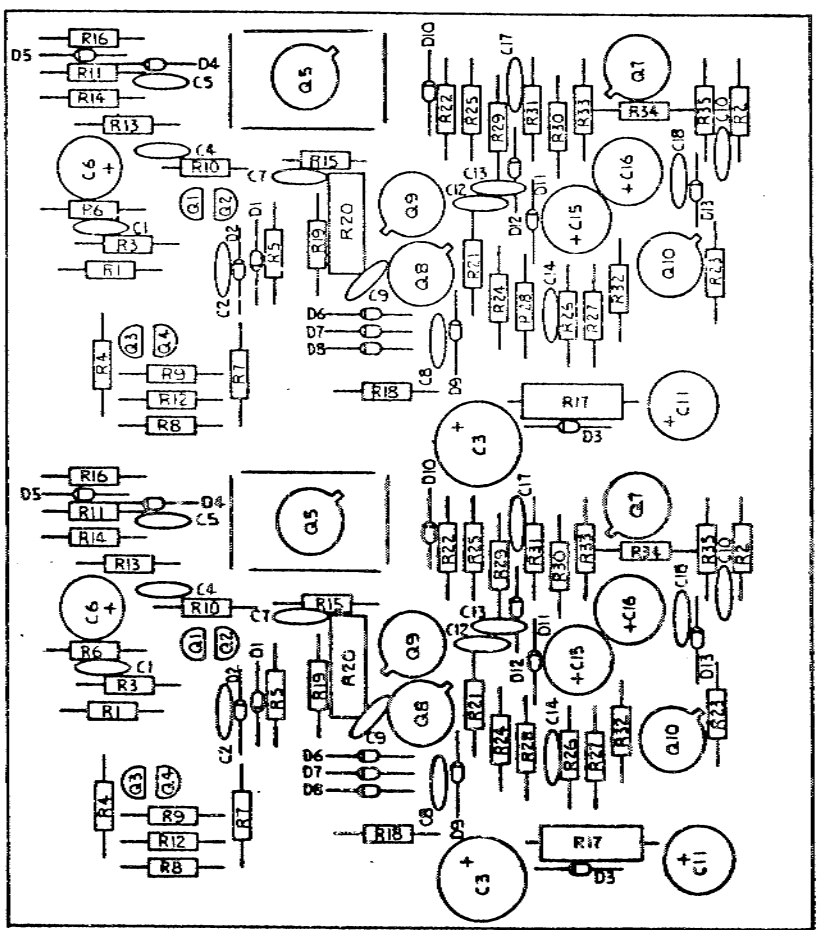 R16
D5
D4
R11
C5
R14
R13
C4
C6
+
R10
Q5
D10
C17
Q7
R22
R25
R29
R31
R30
R33
R34
R35
C10
R2
R15
C7
R20
C13
C12
D11
D12
+C16
C18
D13
R6
C1
R3
R1
Q1
Q2
D2
D1
C2
R5
R19
Q9
Q8
C9
R21
+C15
Q10
R23
R24
R28
C14
R26
R27
R32
D6
D7
D8
C8
D9
R4
Q3
Q4
R9
R12
R8
R7
R18
R17
+C11
+
C3
D3
R16
D5
D4
R11
C5
R14
R13
C4
C6
+
R10
Q5
D10
C17
Q7
R22
R25
R29
R31
R30
R33
R34
R35
C10
R2
R15
C7
R20
C13
C12
D11
D12
+C16
C18
D13
R6
C1
R3
R1
Q1
Q2
D2
D1
C2
R5
R19
Q9
Q8
C9
R21
+C15
Q10
R23
R24
R28
C14
R26
R27
R32
D6
D7
D8
C8
D9
R4
Q3
Q4
R9
R12
R8
R7
R18
R17
+
C11
+
C3
D3